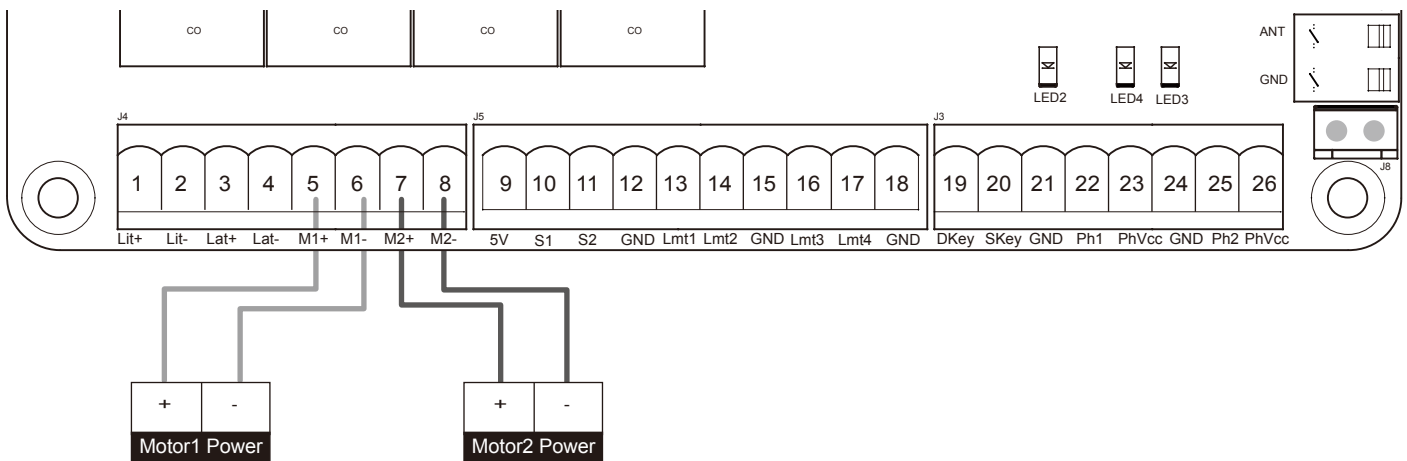 CO CO CO CO
ANT
GND
LED2 LED4 LED3
J4 J5 J3
J8
1 2 3 4 5 6 7 8 9 10 11 12 13 14 15 16 17 18 19 20 21 22 23 24 25 26
Lit+ Lit- Lat+ Lat- M1+ M1- M2+ M2- 5V S1 S2 GND Lmt1 Lmt2 GND Lmt3 Lmt4 GND DKey SKey GND Ph1 PhVcc GND Ph2 PhVcc
+ - + -
Motor1 Power Motor2 Power